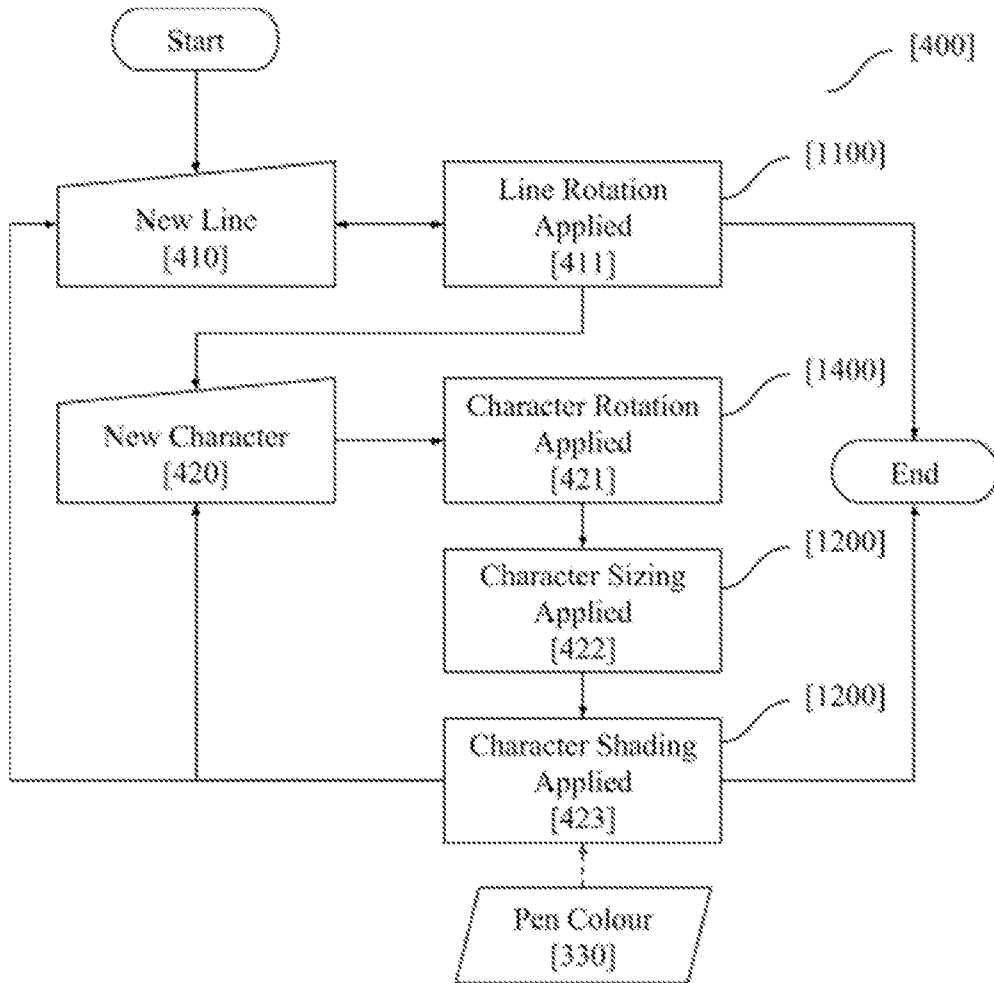 Start
[400]
[1100]
New Line
[410]
Line Rotation
Applied
[411]
[1400]
New Character
[420]
Character Rotation
Applied
[421]
End
[1200]
Character Sizing
Applied
[422]
[1200]
Character Shading
Applied
[423]
Pen Colour
[330]